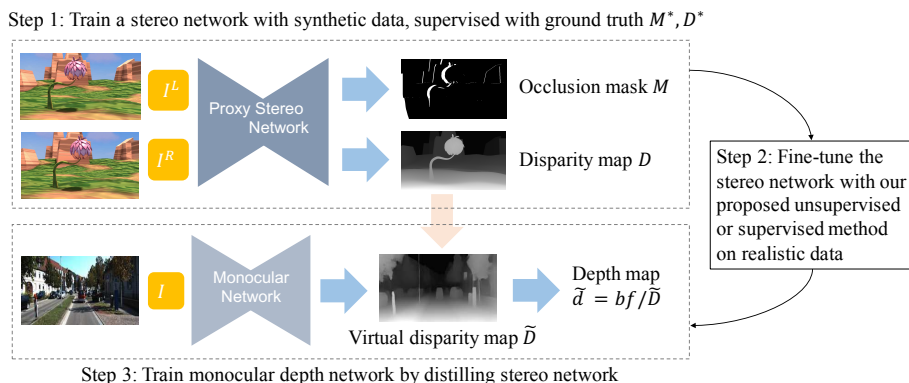 Step 1: Train a stereo network with synthetic data, supervised with ground truth M*, D*
I^L
Proxy Stereo
Network
Occlusion mask M
I^R
Disparity map D
Step 2: Fine-tune the
stereo network with our
proposed unsupervised
or supervised method
on realistic data
I
Monocular
Network
Depth map
d̃ = bf/D̃
Virtual disparity map D̃
Step 3: Train monocular depth network by distilling stereo network